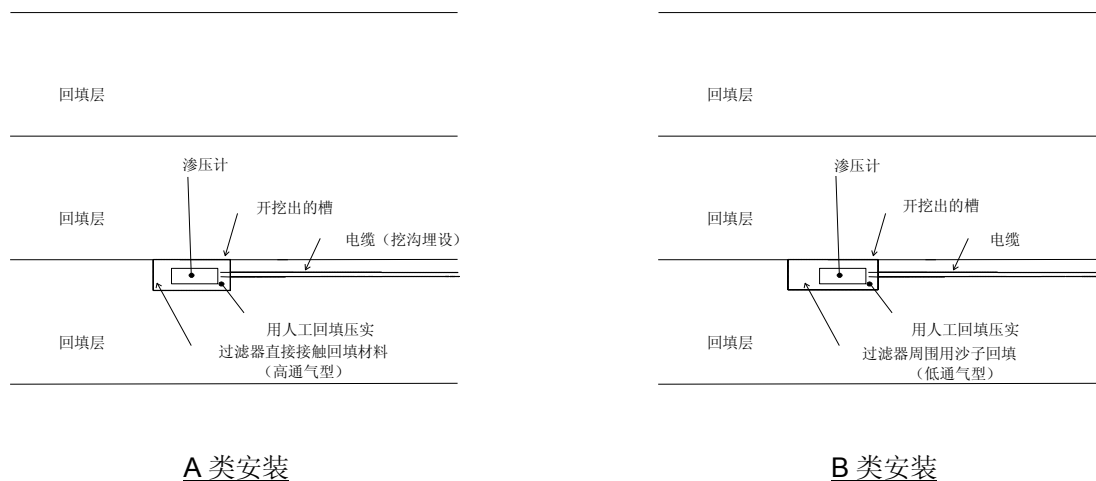 回填层
渗压计
回填层
开挖出的槽
电缆（挖沟埋设）
用人工回填压实
回填层
过滤器直接接触回填材料
（高通气型）
A 类安装
回填层
渗压计
回填层
开挖出的槽
电缆
用人工回填压实
回填层
过滤器周围用沙子回填
（低通气型）
B 类安装